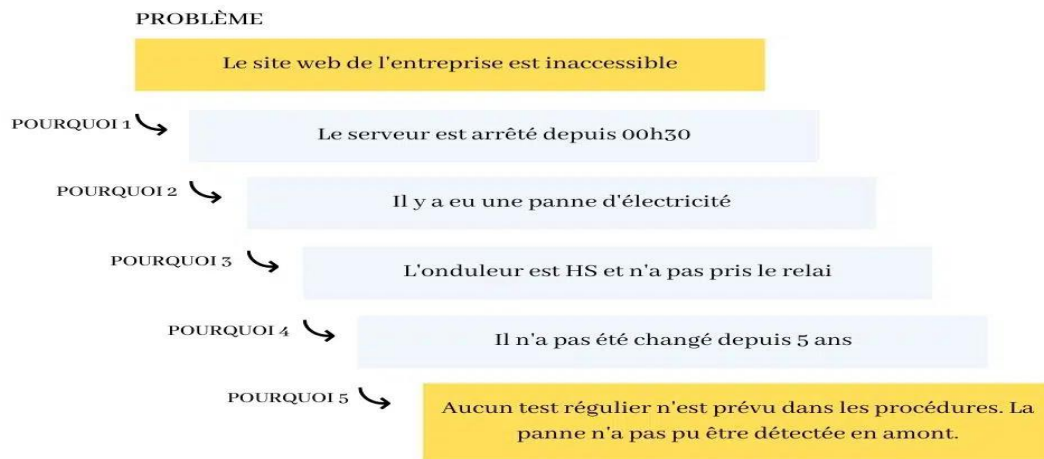 PROBLÈME
Le site web de l'entreprise est inaccessible
POURQUOI 1
Le serveur est arrêté depuis 00h30
POURQUOI 2
Il y a eu une panne d'électricité
POURQUOI 3
L'onduleur est HS et n'a pas pris le relai
POURQUOI 4
Il n'a pas été changé depuis 5 ans
POURQUOI 5
Aucun test régulier n'est prévu dans les procédures. La
panne n'a pas pu être détectée en amont.